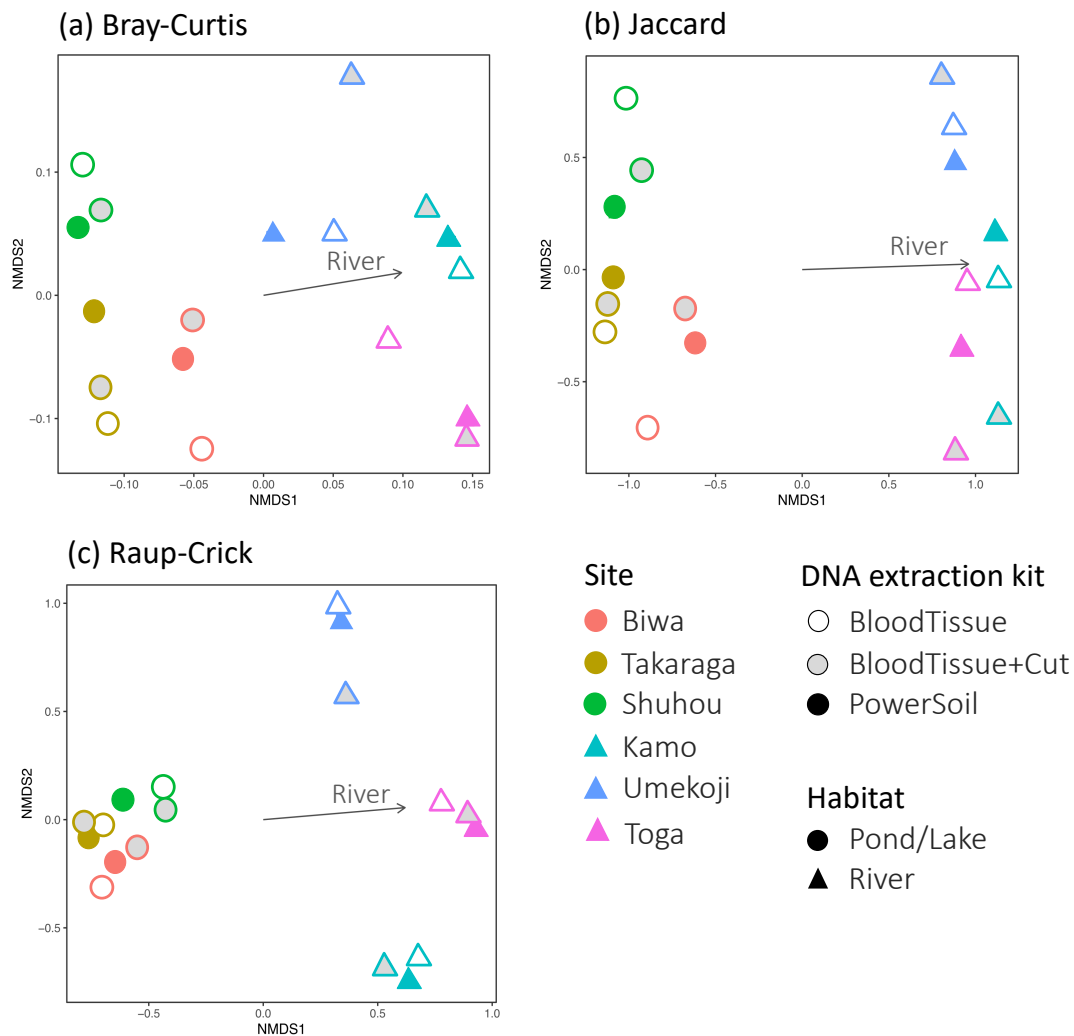 (a) Bray-Curtis
NMDS2
0.1
0.0
−0.1
River
−0.10
−0.05
0.00
0.05
0.10
0.15
NMDS1
(b) Jaccard
NMDS2
0.5
0.0
−0.5
River
−1.0
−0.5
0.0
0.5
1.0
NMDS1
(c) Raup-Crick
NMDS2
1.0
0.5
0.0
−0.5
River
−0.5
0.0
0.5
1.0
NMDS1
Site
Biwa
Takaraga
Shuhou
Kamo
Umekoji
Toga
DNA extraction kit
BloodTissue
BloodTissue+Cut
PowerSoil
Habitat
Pond/Lake
River